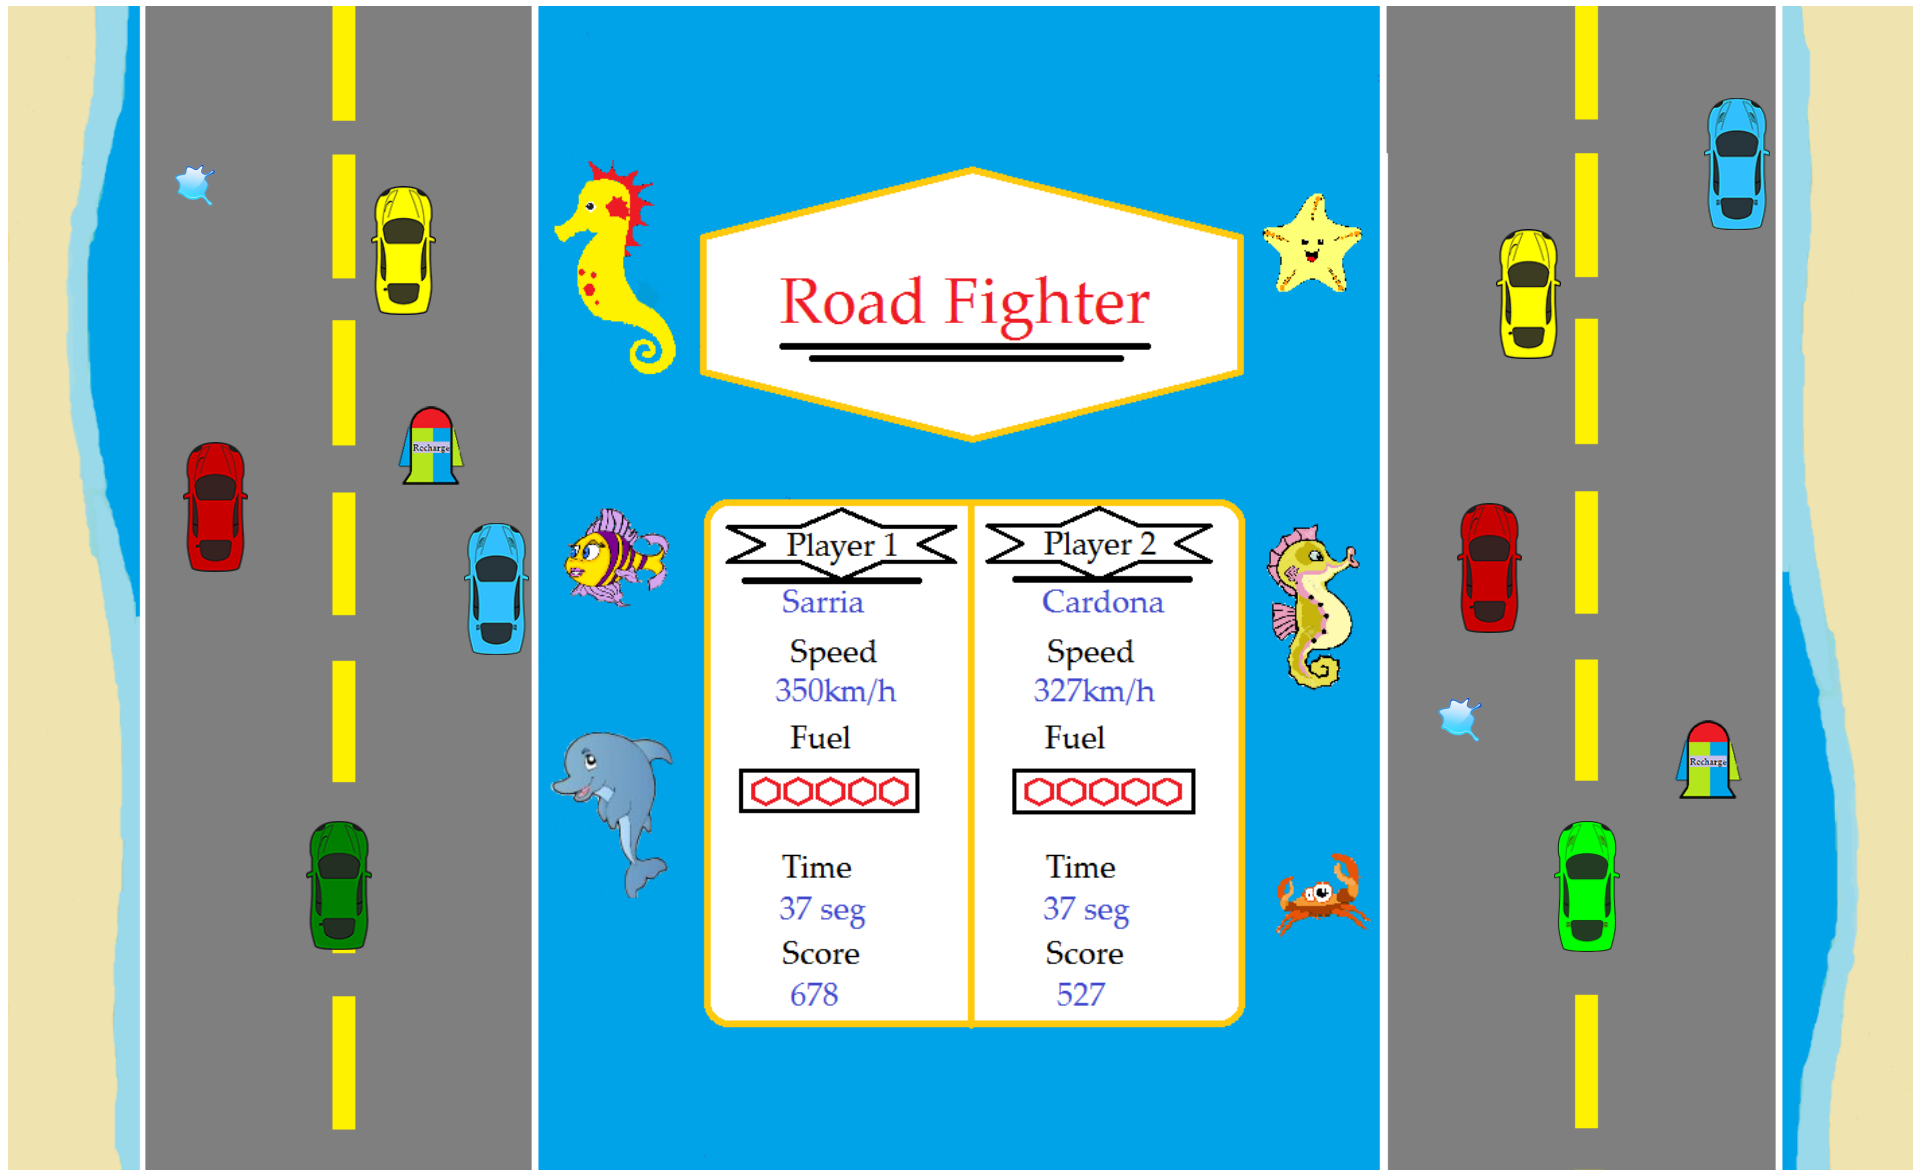 Road Fighter
Recharge
Player 1
Sarria
Speed
350km/h
Fuel
Time
37 seg
Score
678
Player 2
Cardona
Speed
327km/h
Fuel
Time
37 seg
Score
527
Recharge